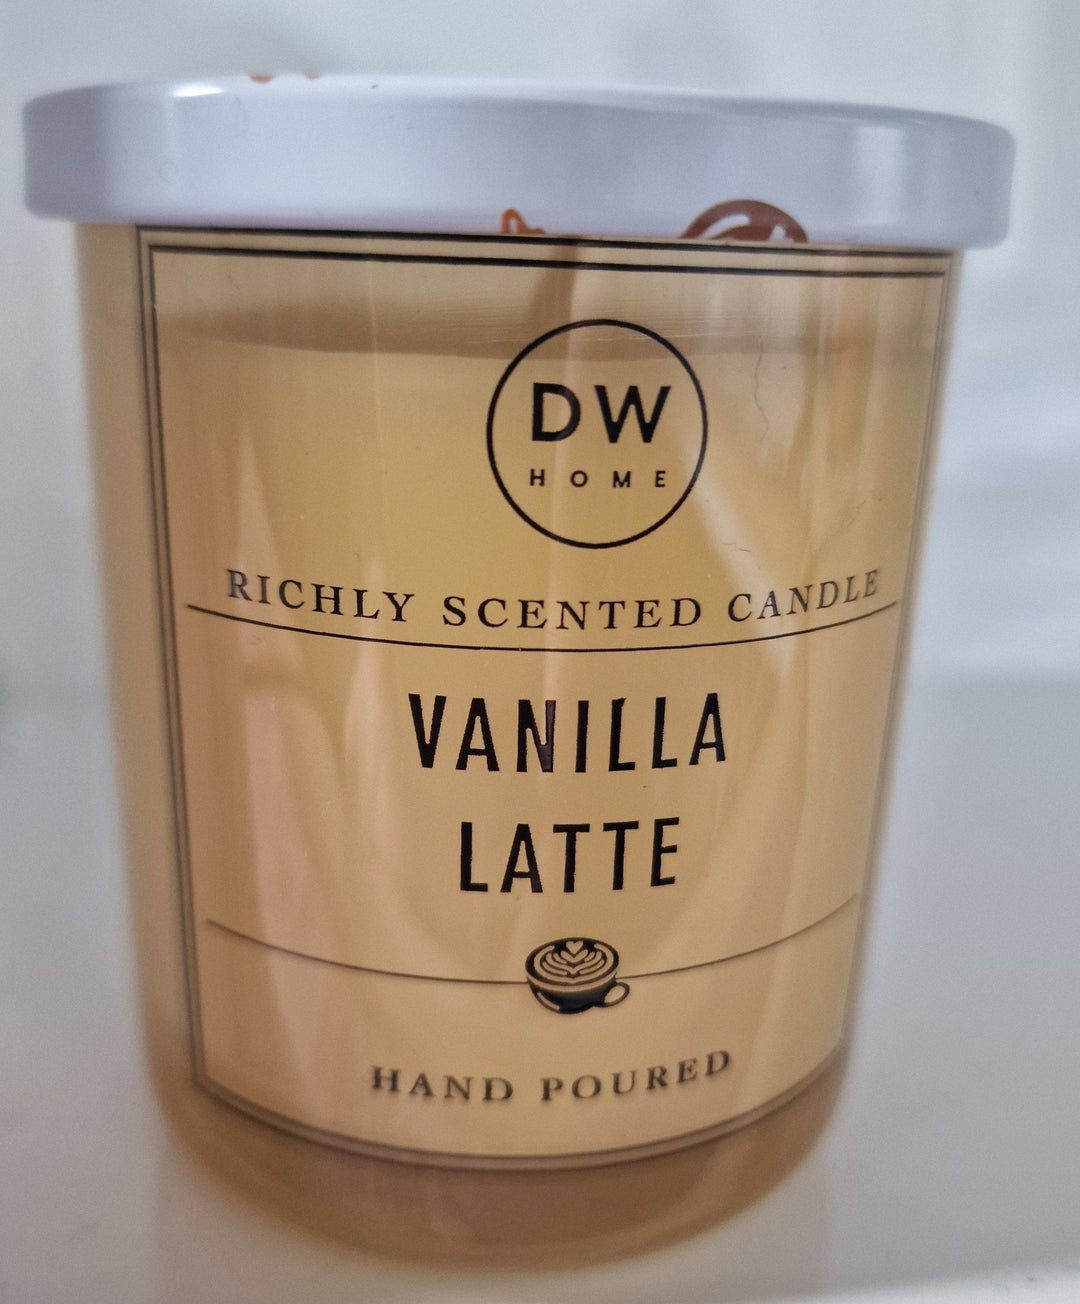 DW
HOME
RICHLY SCENTED CANDLE
VANILLA
LATTE
HAND POURED